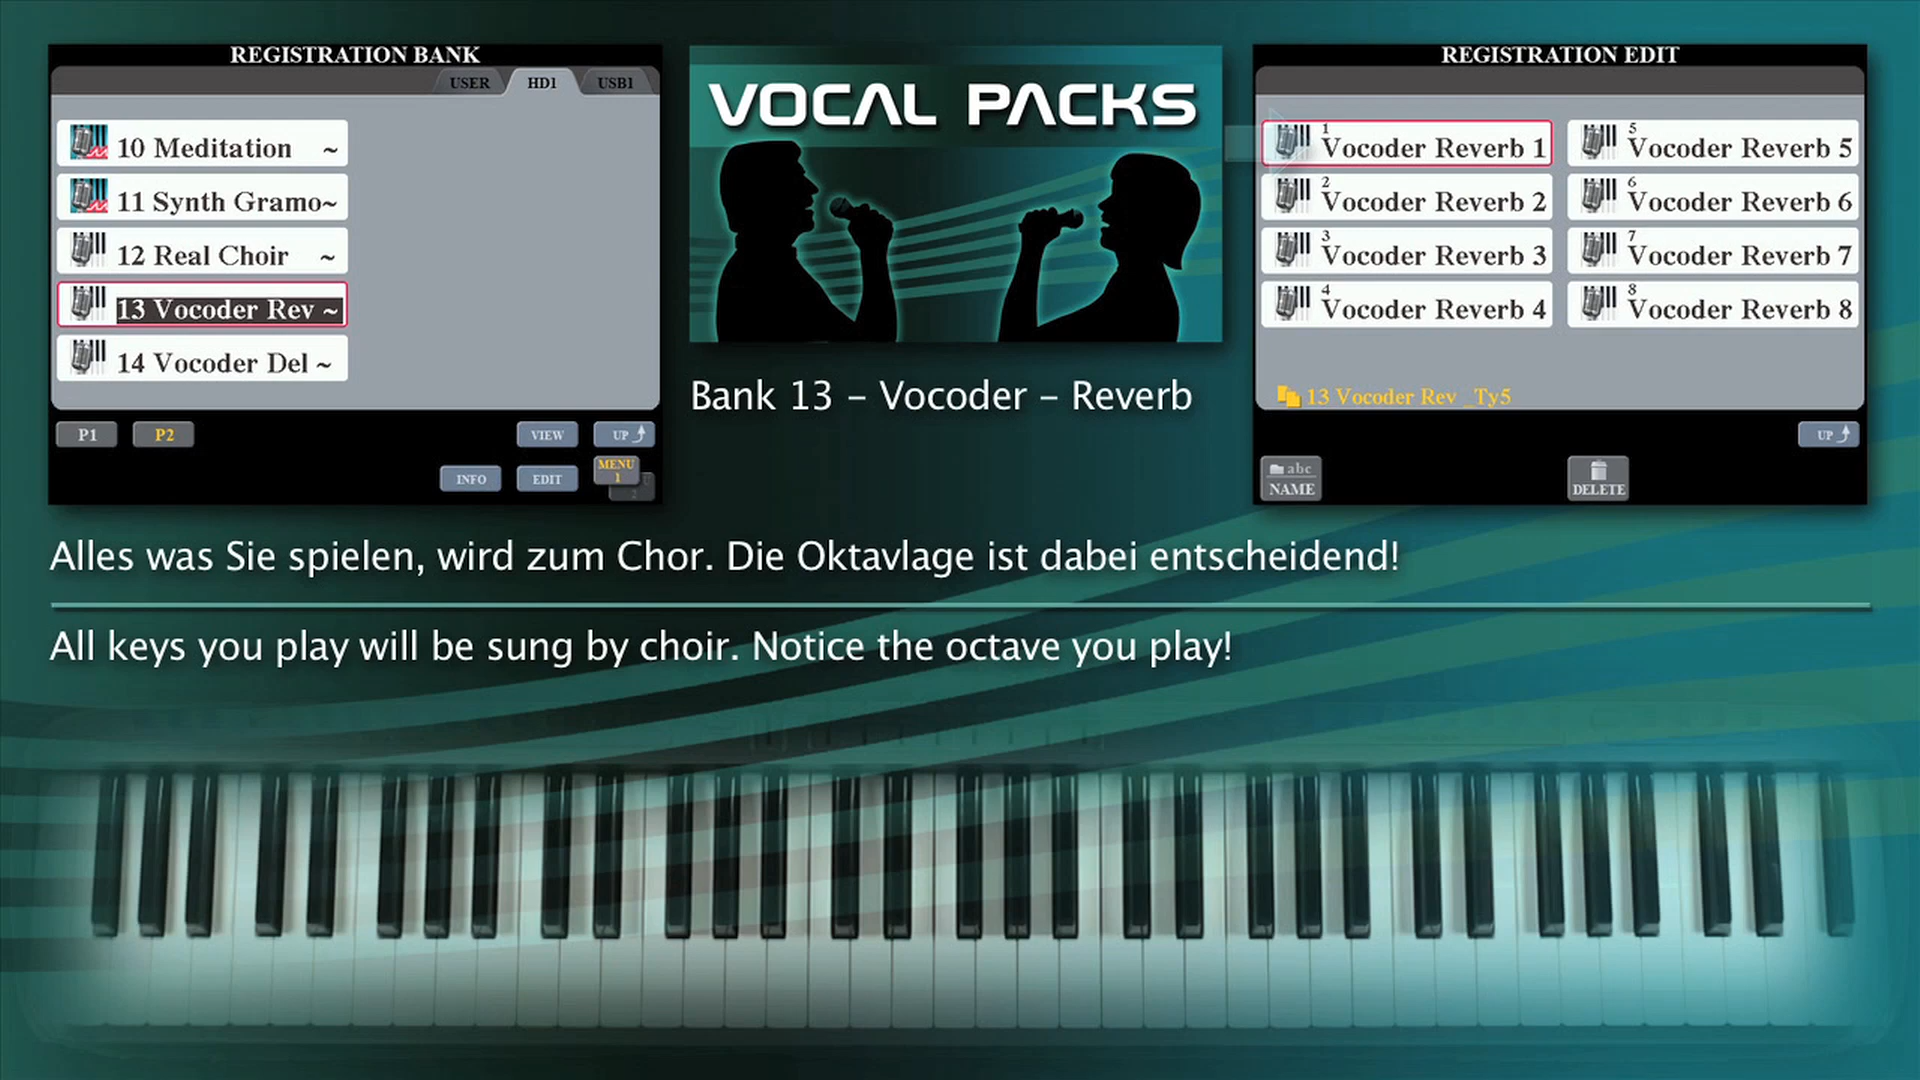 REGISTRATION BANK
USER HD1 USB1
10 Meditation ~
11 Synth Gramo~
12 Real Choir ~
13 Vocoder Rev ~
14 Vocoder Del ~
P1 P2 VIEW UP
INFO EDIT MENU 1
2
VOCAL PACKS
Bank 13 – Vocoder – Reverb
REGISTRATION EDIT
1 Vocoder Reverb 1
2 Vocoder Reverb 2
3 Vocoder Reverb 3
4 Vocoder Reverb 4
5 Vocoder Reverb 5
6 Vocoder Reverb 6
7 Vocoder Reverb 7
8 Vocoder Reverb 8
13 Vocoder Rev _Ty5
UP
abc
NAME
DELETE
Alles was Sie spielen, wird zum Chor. Die Oktavlage ist dabei entscheidend!
All keys you play will be sung by choir. Notice the octave you play!